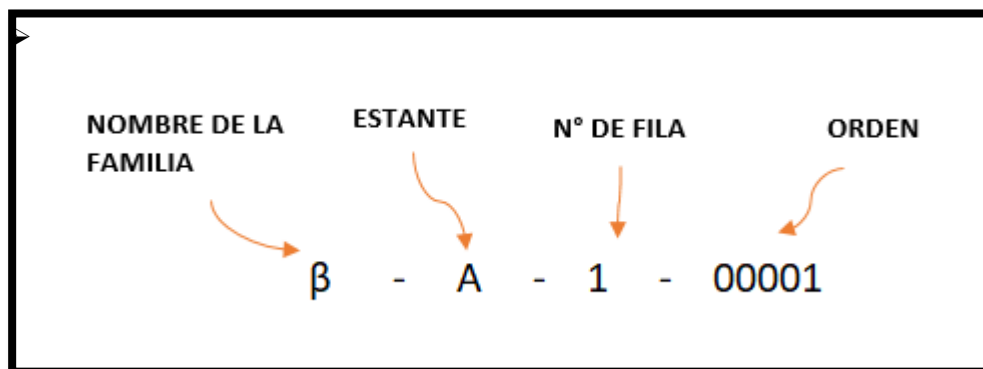 NOMBRE DE LA
FAMILIA
ESTANTE
N° DE FILA
ORDEN
β - A - 1 - 00001